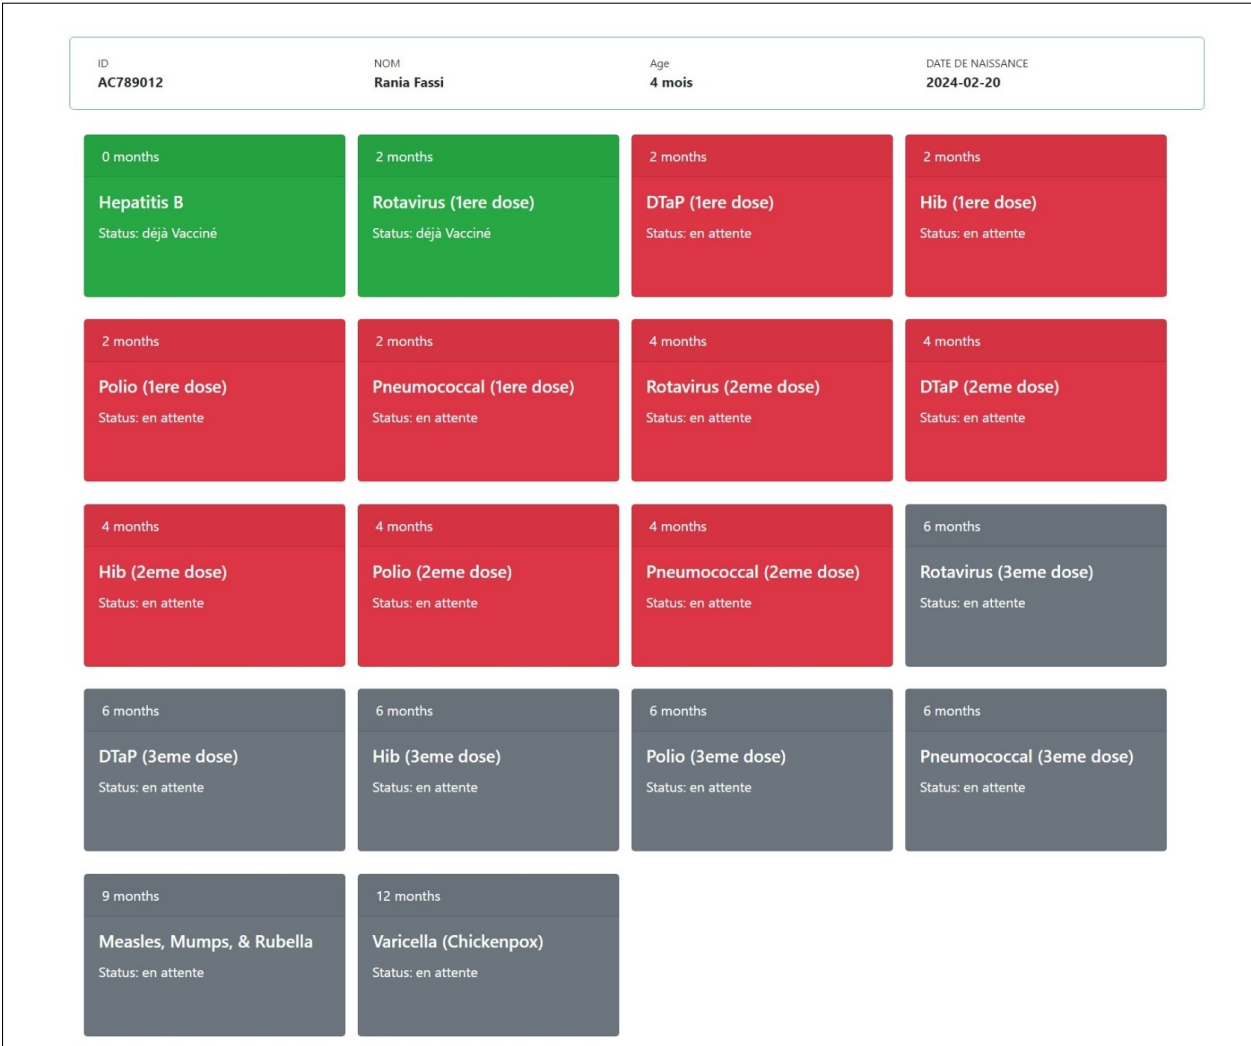 ID
AC789012
NOM
Rania Fassi
Age
4 mois
DATE DE NAISSANCE
2024-02-20
0 months
Hepatitis B
Status: déjà Vacciné
2 months
Rotavirus (1ere dose)
Status: déjà Vacciné
2 months
DTaP (1ere dose)
Status: en attente
2 months
Hib (1ere dose)
Status: en attente
2 months
Polio (1ere dose)
Status: en attente
2 months
Pneumococcal (1ere dose)
Status: en attente
4 months
Rotavirus (2eme dose)
Status: en attente
4 months
DTaP (2eme dose)
Status: en attente
4 months
Hib (2eme dose)
Status: en attente
4 months
Polio (2eme dose)
Status: en attente
4 months
Pneumococcal (2eme dose)
Status: en attente
6 months
Rotavirus (3eme dose)
Status: en attente
6 months
DTaP (3eme dose)
Status: en attente
6 months
Hib (3eme dose)
Status: en attente
6 months
Polio (3eme dose)
Status: en attente
6 months
Pneumococcal (3eme dose)
Status: en attente
9 months
Measles, Mumps, & Rubella
Status: en attente
12 months
Varicella (Chickenpox)
Status: en attente